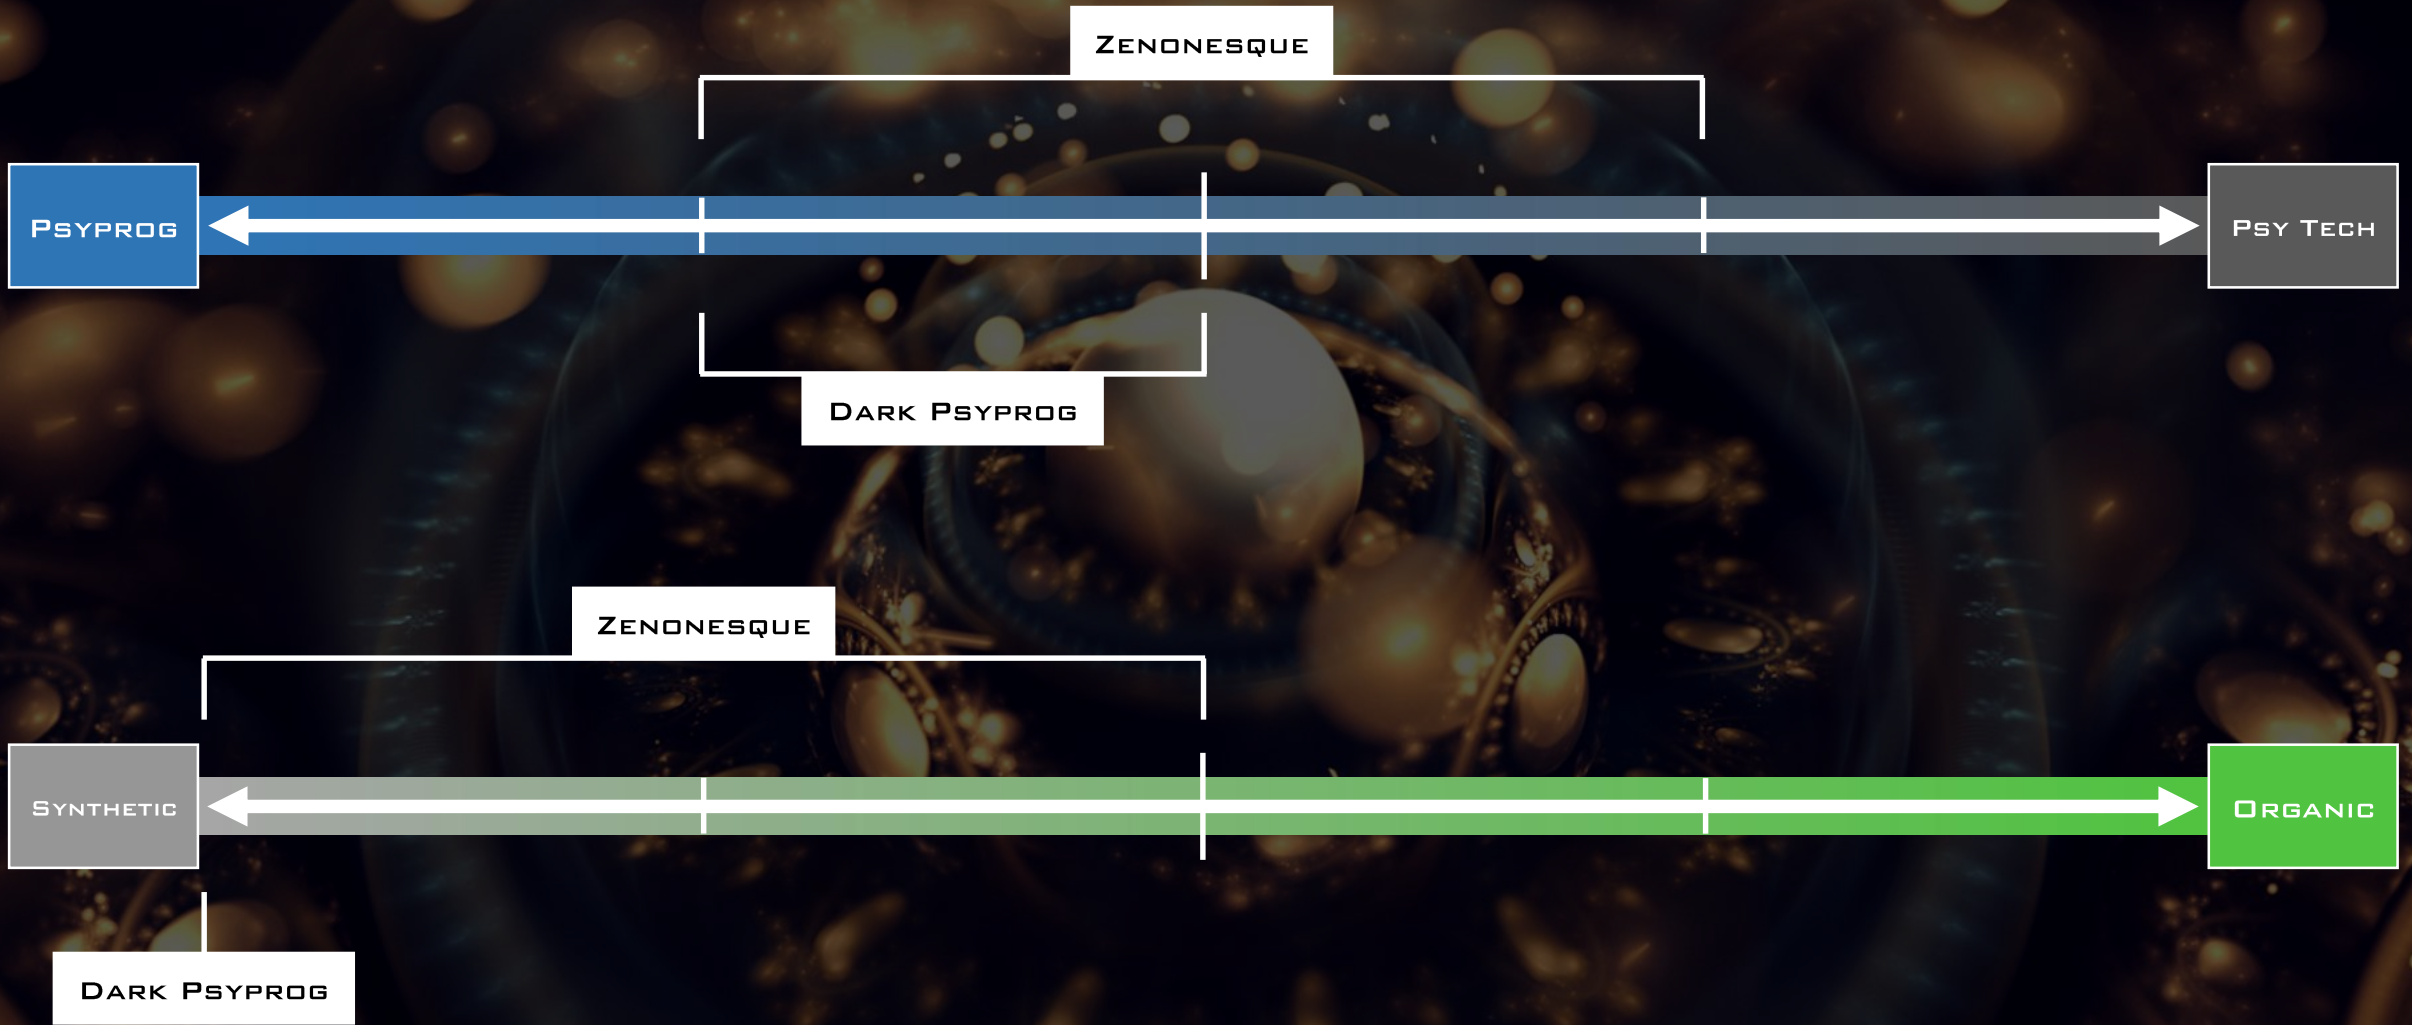 Zenonesque
Psyprog
Psy Tech
Dark Psyprog
Zenonesque
Synthetic
Organic
Dark Psyprog